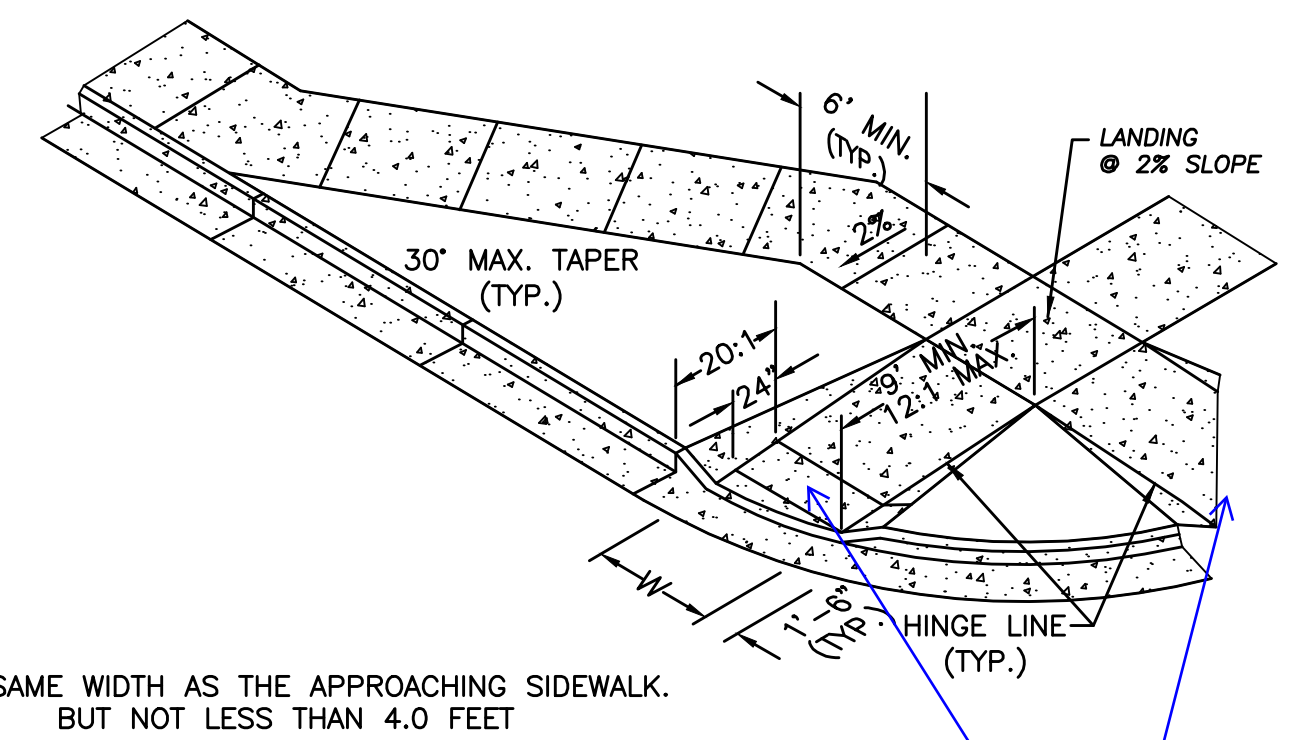 6' MIN.
(TYP.)
LANDING
@ 2% SLOPE
2%
30° MAX. TAPER
(TYP.)
20:1
24"
9' MIN.
12:1 MAX.
W
1'-6"
(TYP.)
HINGE LINE
(TYP.)
SAME WIDTH AS THE APPROACHING SIDEWALK.
BUT NOT LESS THAN 4.0 FEET